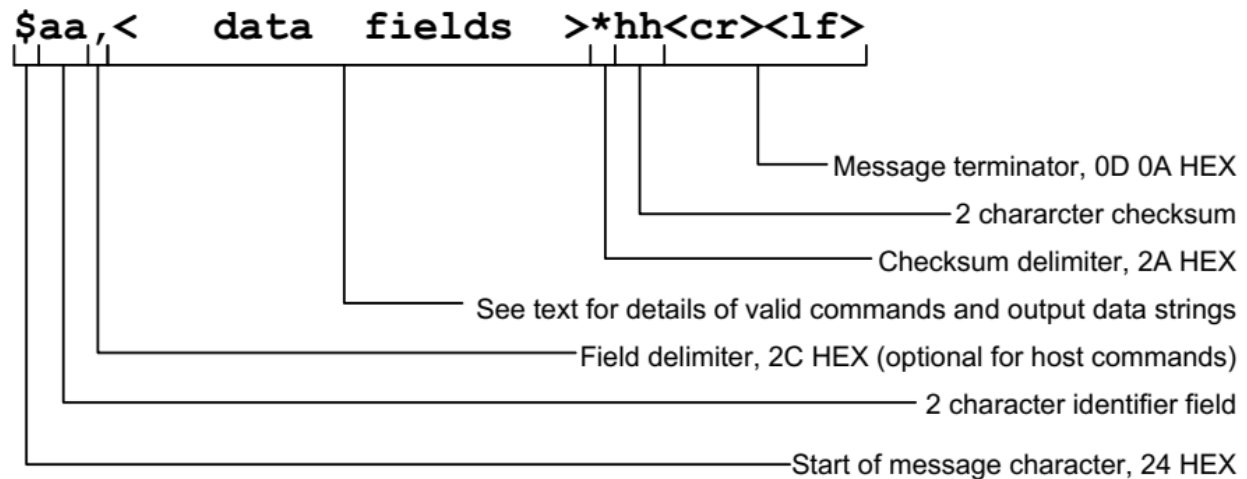 $aa,< data fields >*hh<cr><lf>
Message terminator, 0D 0A HEX
2 chararcter checksum
Checksum delimiter, 2A HEX
See text for details of valid commands and output data strings
Field delimiter, 2C HEX (optional for host commands)
2 character identifier field
Start of message character, 24 HEX